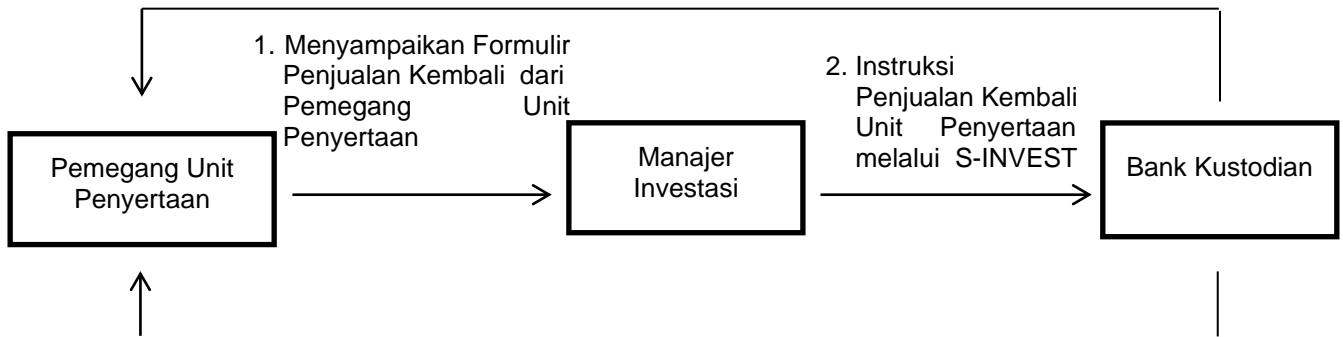 1. Menyampaikan Formulir
Penjualan Kembali dari
Pemegang Unit
Penyertaan
2. Instruksi
Penjualan Kembali
Unit Penyertaan
melalui S-INVEST
Pemegang Unit
Penyertaan
Manajer
Investasi
Bank Kustodian